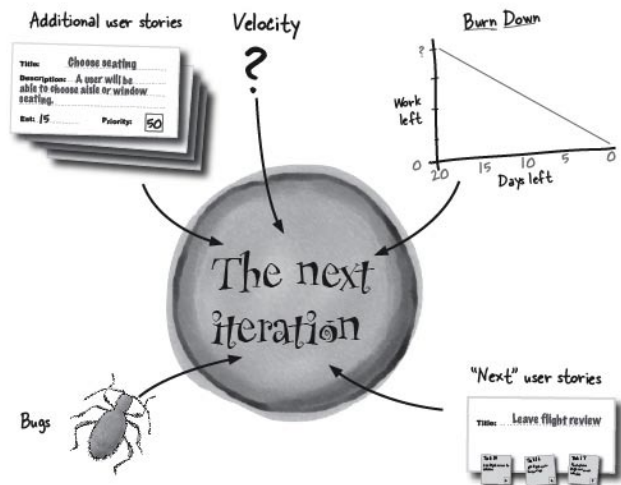 Additional user stories
Title: Choose seating
Description: A user will be
able to choose aisle or window
seating.
Est: 15 Priority: 50
Velocity
?
Burn Down
?
Work
left
0
20 15 10 5 0
Days left
The next
iteration
Bugs
"Next" user stories
Title: Leave flight review